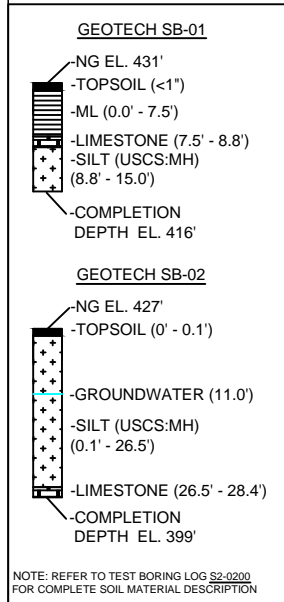 GEOTECH SB-01
-NG EL. 431'
-TOPSOIL (<1")
-ML (0.0' - 7.5')
-LIMESTONE (7.5' - 8.8')
-SILT (USCS:MH)
(8.8' - 15.0')
-COMPLETION
DEPTH EL. 416'
GEOTECH SB-02
-NG EL. 427'
-TOPSOIL (0' - 0.1')
-GROUNDWATER (11.0')
-SILT (USCS:MH)
(0.1' - 26.5')
-LIMESTONE (26.5' - 28.4')
-COMPLETION
DEPTH EL. 399'
NOTE: REFER TO TEST BORING LOG S2-0200
FOR COMPLETE SOIL MATERIAL DESCRIPTION